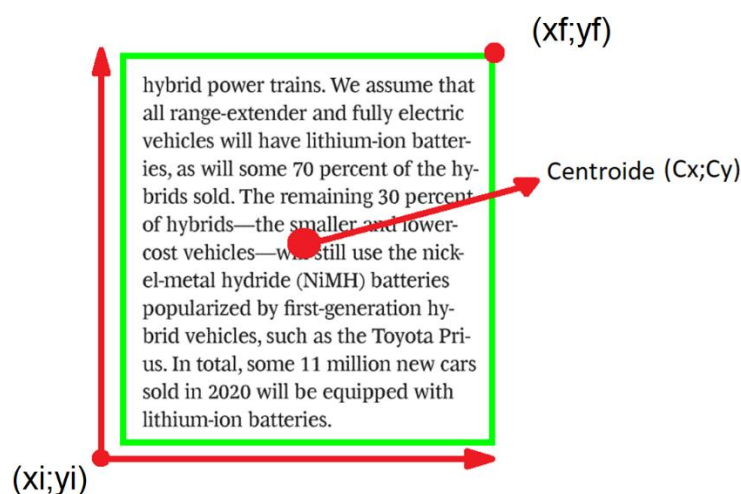 (xf;yf)
hybrid power trains. We assume that
all range-extender and fully electric
vehicles will have lithium-ion batter-
ies, as will some 70 percent of the hy-
brids sold. The remaining 30 percent
of hybrids—the smaller and lower-
cost vehicles—will still use the nick-
el-metal hydride (NiMH) batteries
popularized by first-generation hy-
brid vehicles, such as the Toyota Pri-
us. In total, some 11 million new cars
sold in 2020 will be equipped with
lithium-ion batteries.
Centroide (Cx;Cy)
(xi;yi)